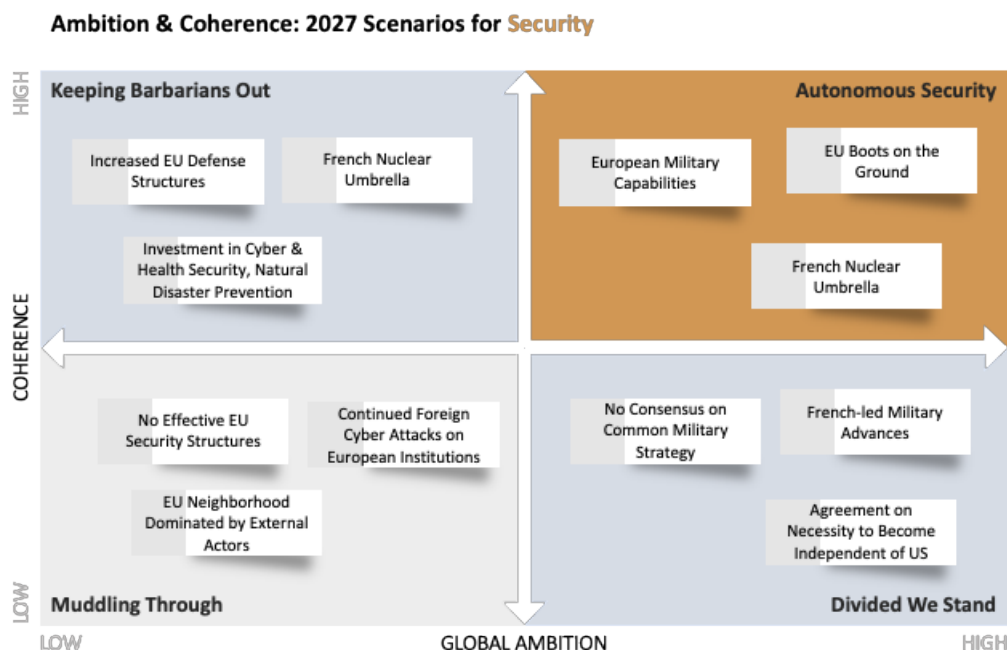 Ambition & Coherence: 2027 Scenarios for Security
HIGH
Keeping Barbarians Out
Autonomous Security
Increased EU Defense
Structures
French Nuclear
Umbrella
European Military
Capabilities
EU Boots on the
Ground
Investment in Cyber &
Health Security, Natural
Disaster Prevention
French Nuclear
Umbrella
COHERENCE
No Effective EU
Security Structures
Continued Foreign
Cyber Attacks on
European Institutions
No Consensus on
Common Military
Strategy
French-led Military
Advances
EU Neighborhood
Dominated by External
Actors
Agreement on
Necessity to Become
Independent of US
LOW
Muddling Through
Divided We Stand
LOW
GLOBAL AMBITION
HIGH